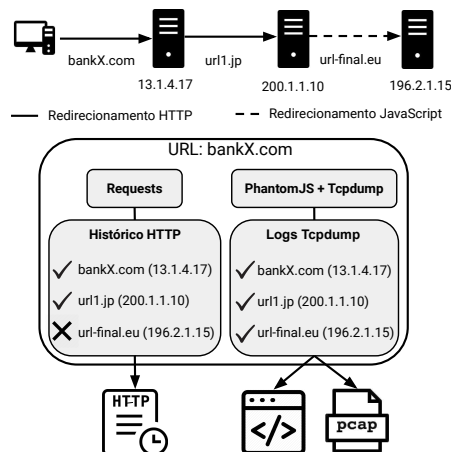 bankX.com
url1.jp
url-final.eu
13.1.4.17
200.1.1.10
196.2.1.15
Redirecionamento HTTP
Redirecionamento JavaScript
URL: bankX.com
Requests
PhantomJS + Tcpdump
Histórico HTTP
bankX.com (13.1.4.17)
url1.jp (200.1.1.10)
url-final.eu (196.2.1.15)
Logs Tcpdump
bankX.com (13.1.4.17)
url1.jp (200.1.1.10)
url-final.eu (196.2.1.15)
HTTP
</>
pcap